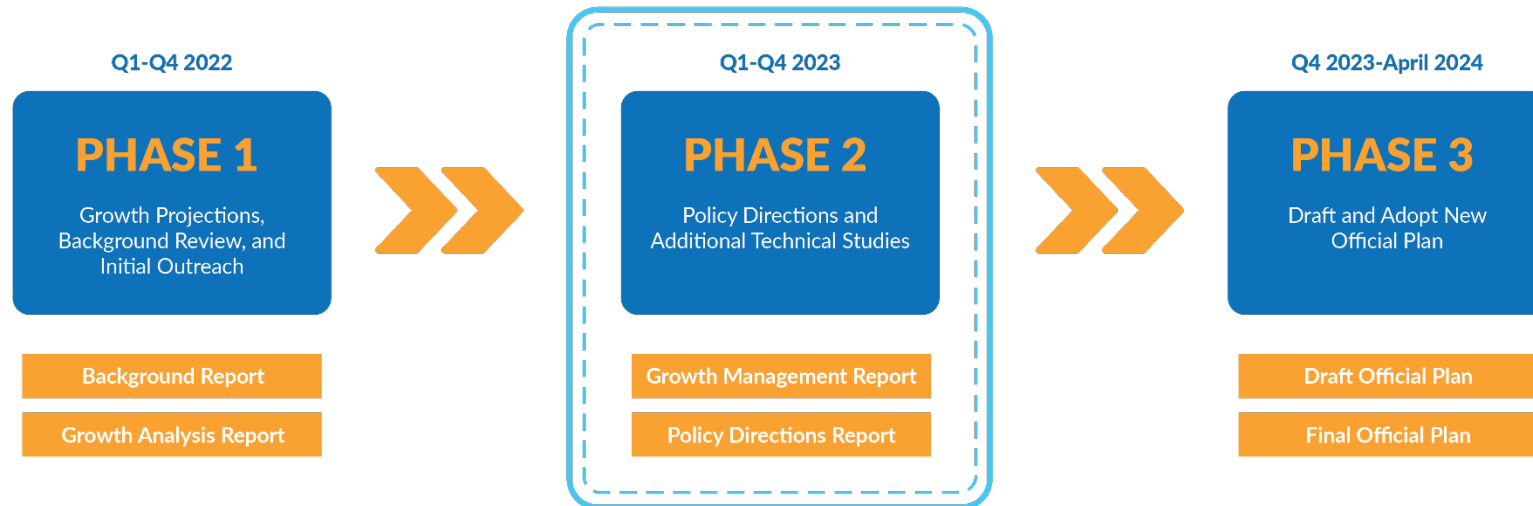 Q1-Q4 2022
PHASE 1
Growth Projections,
Background Review, and
Initial Outreach
Background Report
Growth Analysis Report
Q1-Q4 2023
PHASE 2
Policy Directions and
Additional Technical Studies
Growth Management Report
Policy Directions Report
Q4 2023-April 2024
PHASE 3
Draft and Adopt New
Official Plan
Draft Official Plan
Final Official Plan